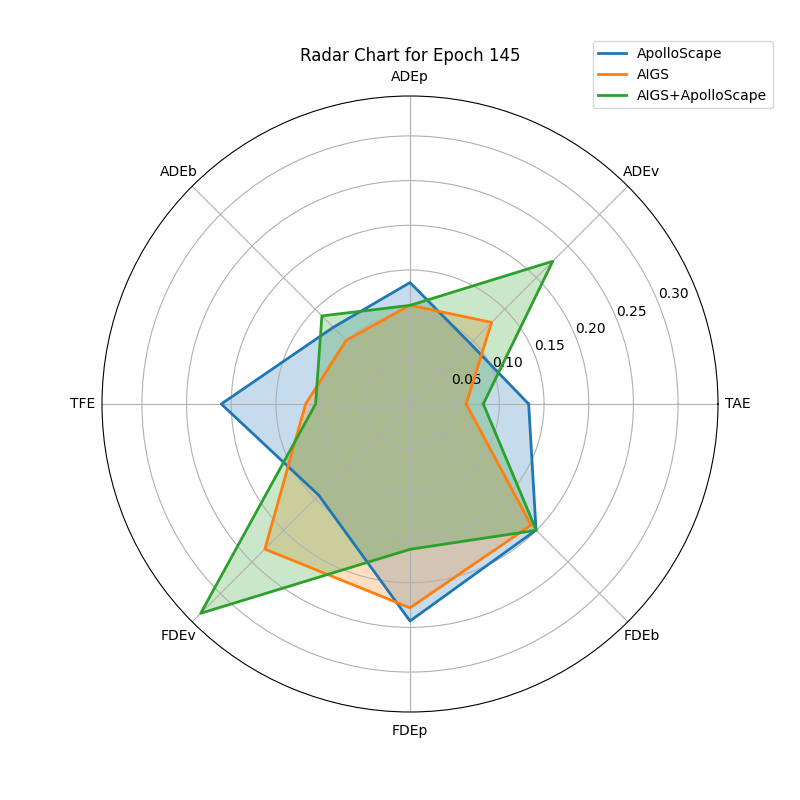 Radar Chart for Epoch 145
ApolloScape
AIGS
AIGS+ApolloScape
ADEp
ADEb
ADEv
0.30
0.25
0.20
0.15
0.10
0.05
TFE
TAE
FDEv
FDEb
FDEp